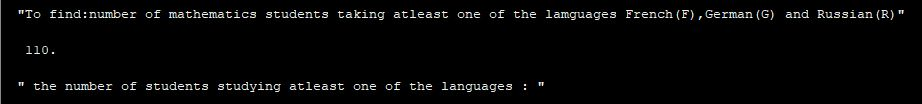 "To find:number of mathematics students taking atleast one of the lamguages French(F),German(G) and Russian(R)"
110.
" the number of students studying atleast one of the languages : "